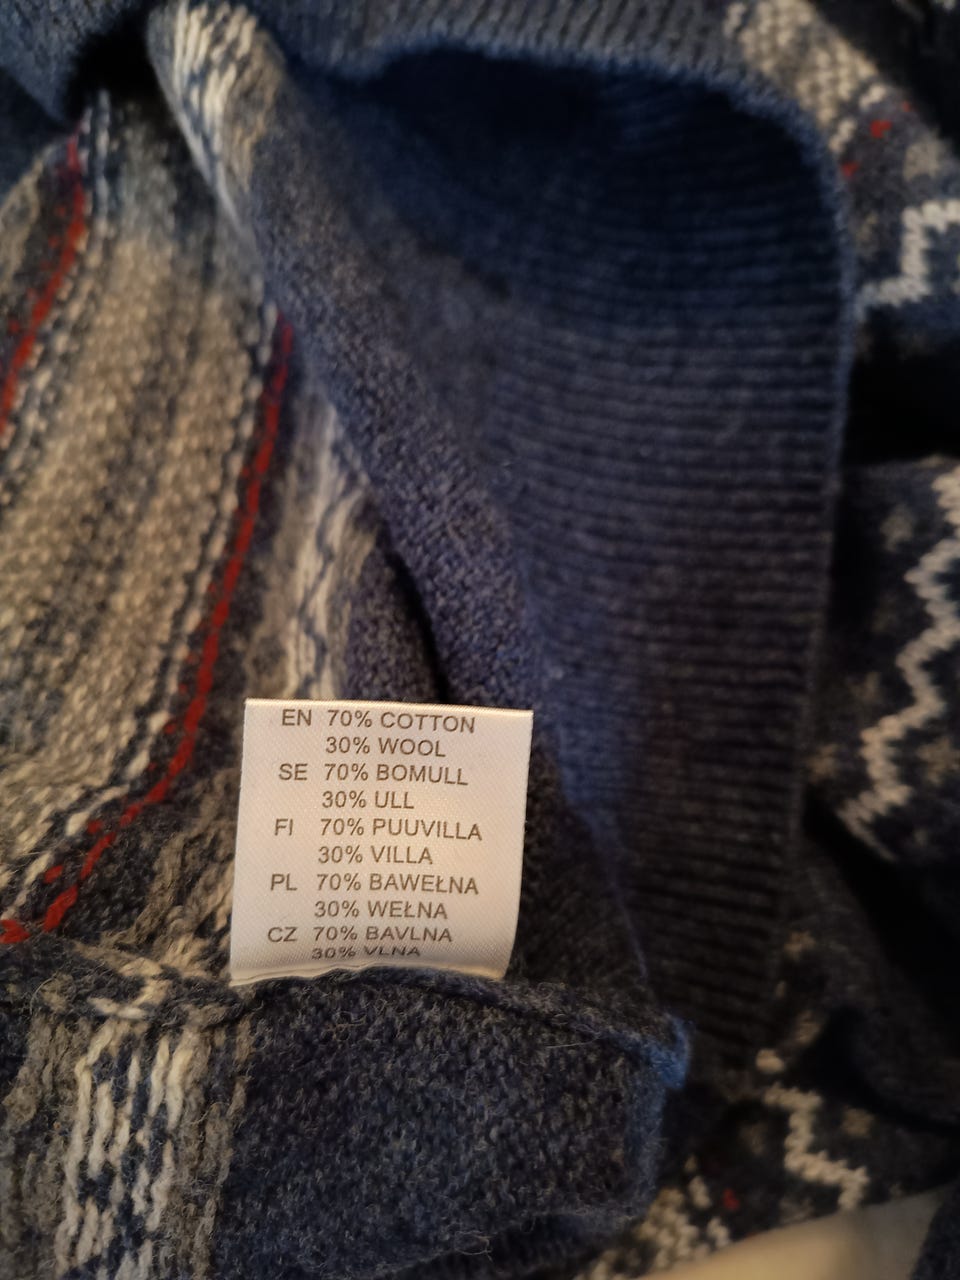 EN 70% COTTON
30% WOOL
SE 70% BOMULL
30% ULL
FI 70% PUUVILLA
30% VILLA
PL 70% BAWEŁNA
30% WEŁNA
CZ 70% BAVLNA
30% VLNA